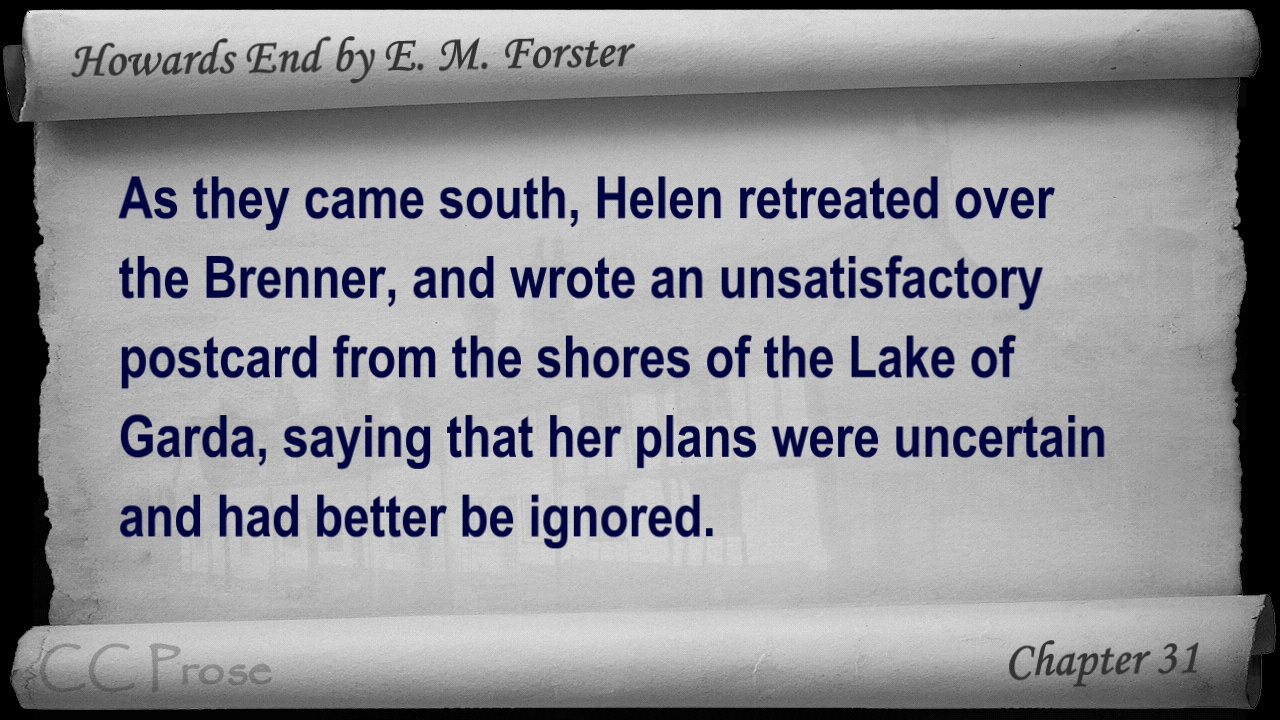 Howards End by E. M. Forster
As they came south, Helen retreated over
the Brenner, and wrote an unsatisfactory
postcard from the shores of the Lake of
Garda, saying that her plans were uncertain
and had better be ignored.
CC Prose
Chapter 31